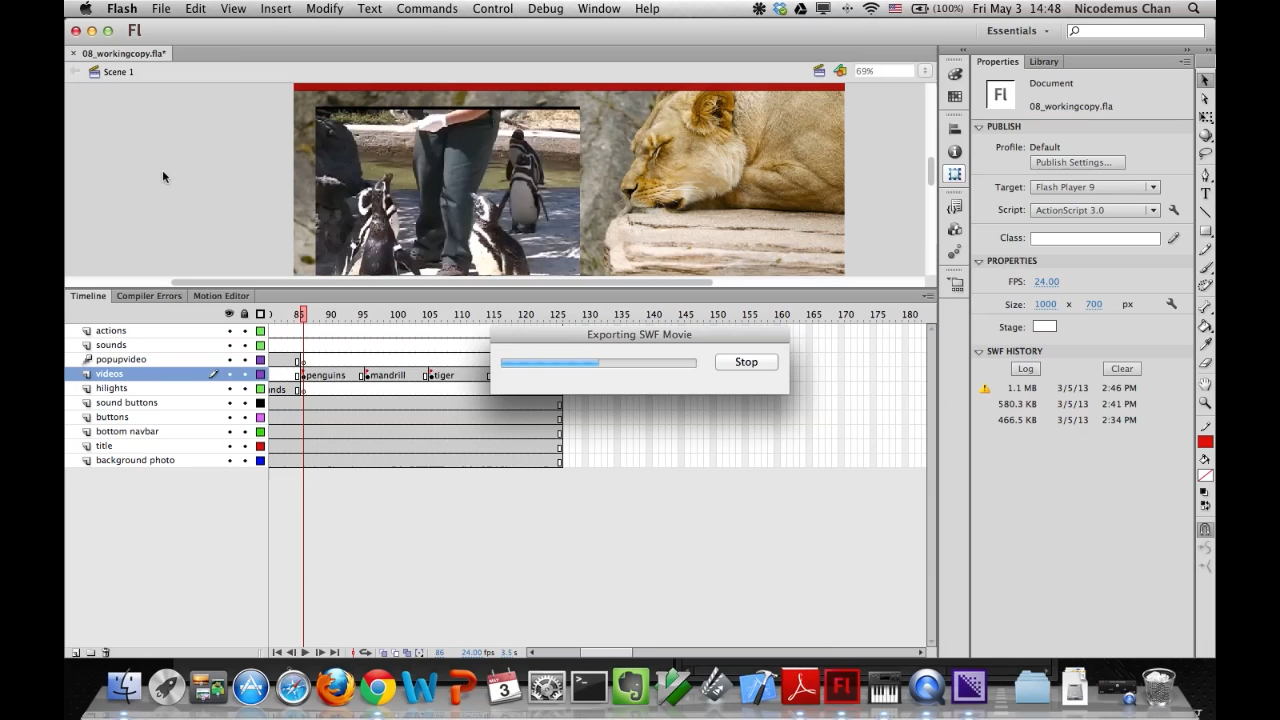 Flash File Edit View Insert Modify Text Commands Control Debug Window Help (100%) Fri May 3 14:48 Nicodemus Chan
Fl Essentials
08_workingcopy.fla*
Scene 1 69%
Properties Library
Fl
Document
08_workingcopy.fla
PUBLISH
Profile: Default
Publish Settings...
Target: Flash Player 9
Script: ActionScript 3.0
Class:
PROPERTIES
FPS: 24.00
Size: 1000 x 700 px
Stage:
SWF HISTORY
Log Clear
1.1 MB 3/5/13 2:46 PM
580.3 KB 3/5/13 2:41 PM
466.5 KB 3/5/13 2:34 PM
Timeline Compiler Errors Motion Editor
85 90 95 100 105 110 115 120 125 130 135 140 145 150 155 160 165 170 175 180
actions
sounds
popupvideo
videos penguins mandrill tiger
hilights nds
sound buttons
buttons
bottom navbar
title
background photo
Exporting SWF Movie
Stop
86 24.00 fps 3.5 s
T
MAY
3
Fl